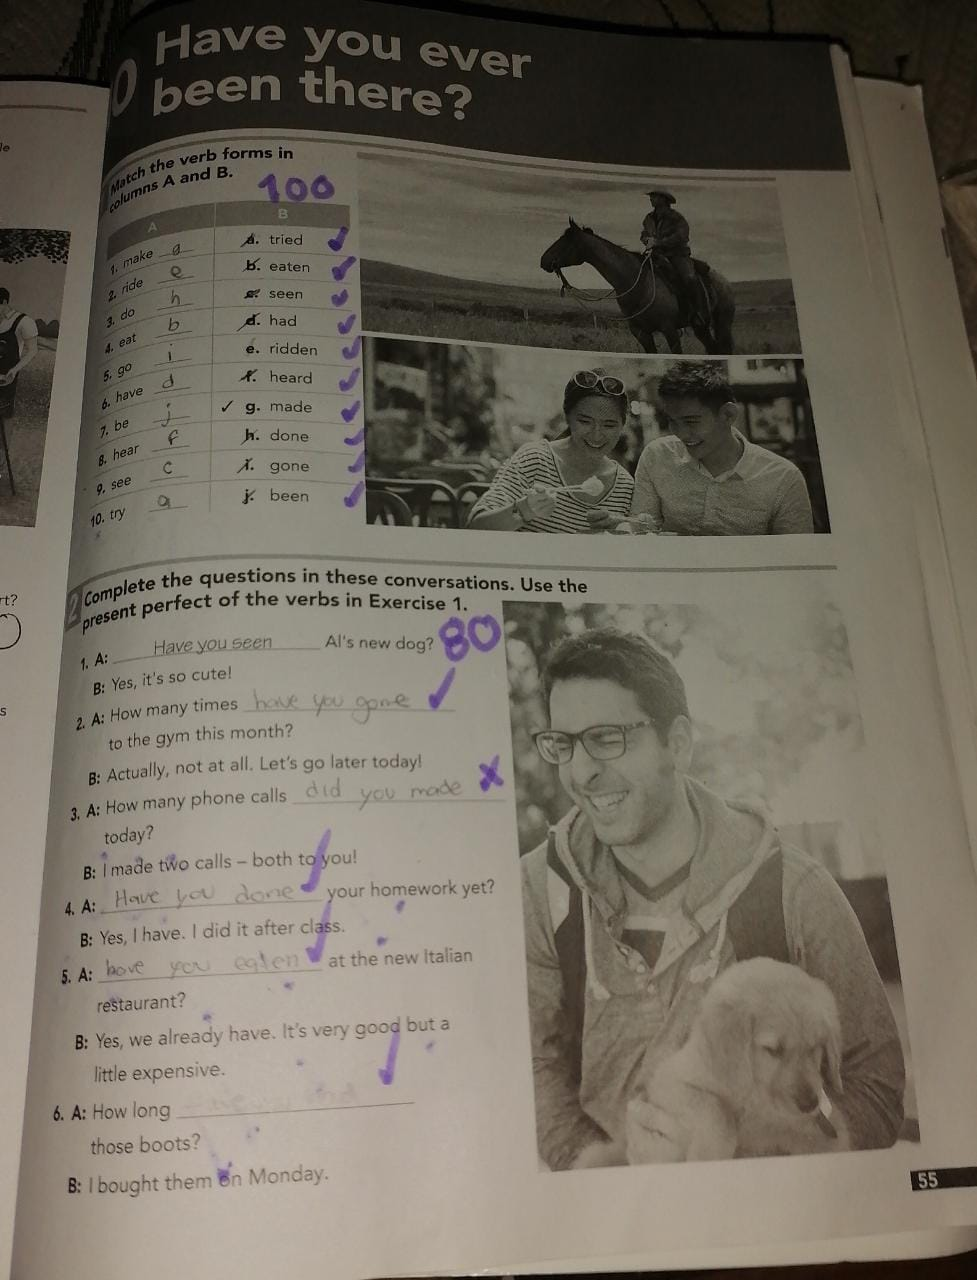 0 Have you ever
been there?
Match the verb forms in
columns A and B.
100
A B
1. make g a. tried
2. ride e b. eaten
3. do h c. seen
4. eat b d. had
5. go i e. ridden
6. have d f. heard
7. be j ✓ g. made
8. hear f h. done
9. see c i. gone
10. try a j. been
2 Complete the questions in these conversations. Use the
present perfect of the verbs in Exercise 1.
80
1. A: Have you seen Al's new dog?
B: Yes, it's so cute!
2. A: How many times have you gone
to the gym this month?
B: Actually, not at all. Let's go later today!
3. A: How many phone calls did you made
today?
B: I made two calls – both to you!
4. A: Have you done your homework yet?
B: Yes, I have. I did it after class.
5. A: have you eaten at the new Italian
restaurant?
B: Yes, we already have. It's very good but a
little expensive.
6. A: How long
those boots?
B: I bought them on Monday.
55
le
rt?
s